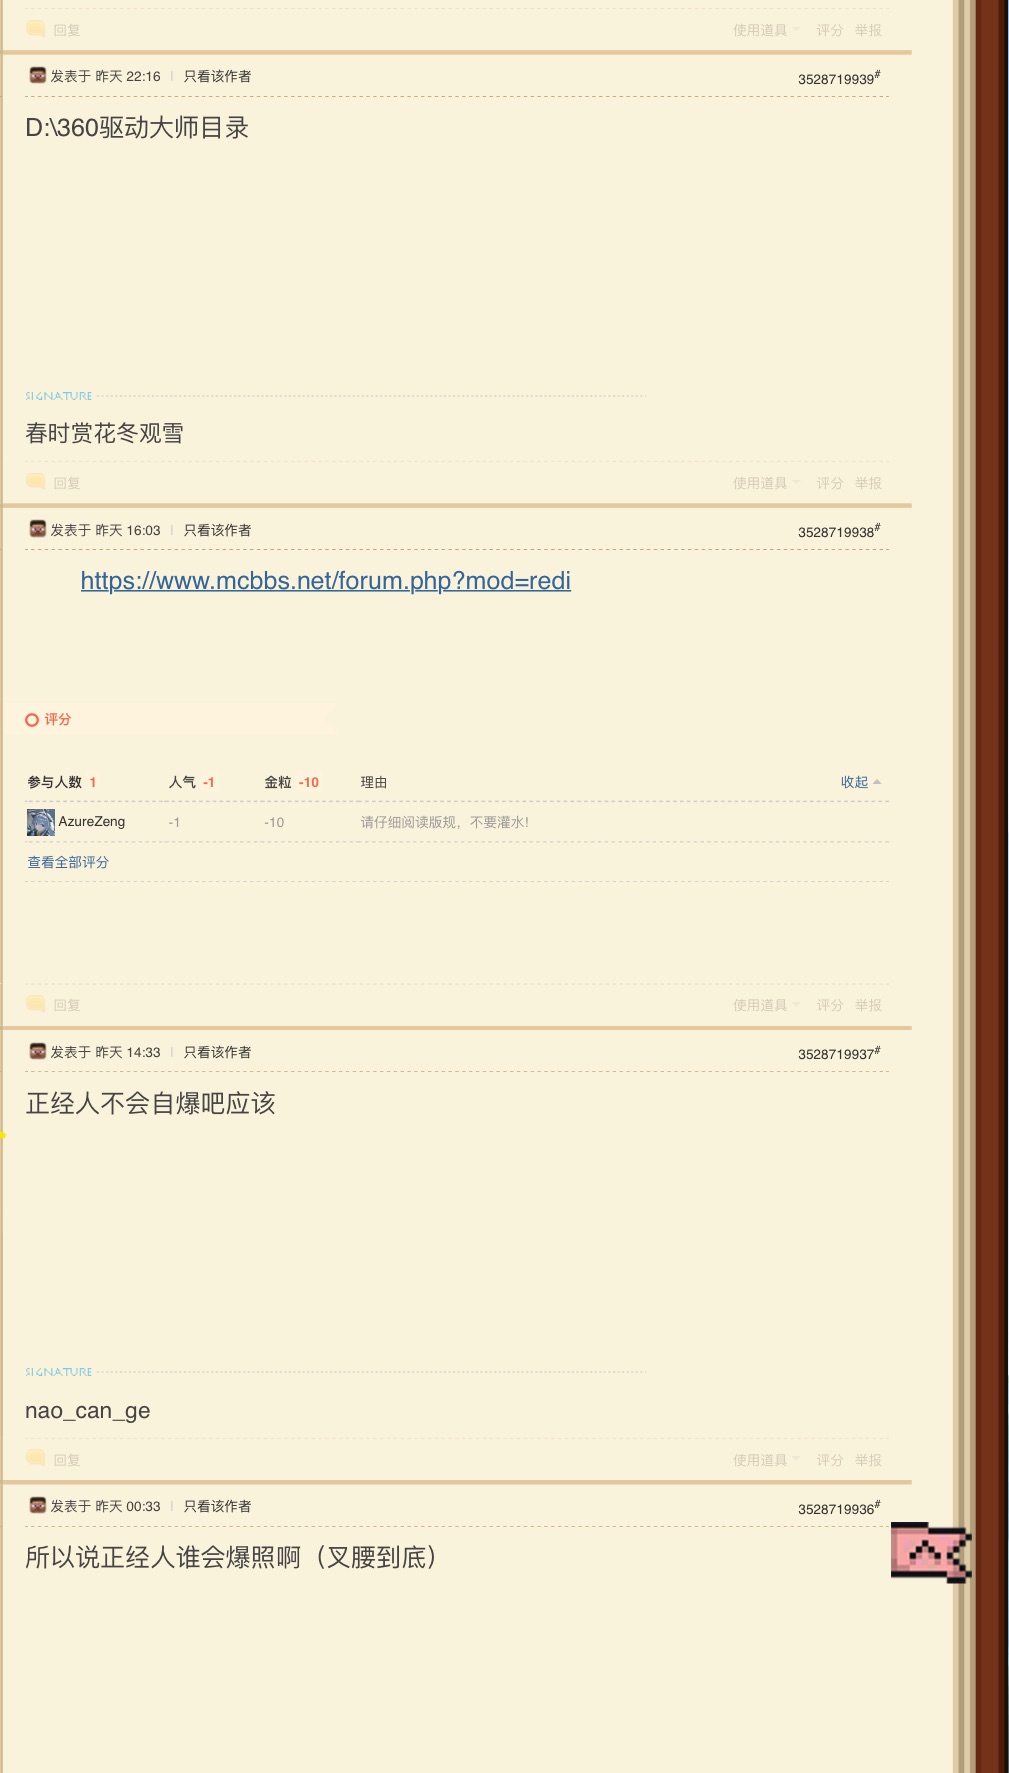 回复 使用道具 评分 举报
发表于 昨天 22:16 | 只看该作者 3528719939#
D:\360驱动大师目录
SIGNATURE
春时赏花冬观雪
回复 使用道具 评分 举报
发表于 昨天 16:03 | 只看该作者 3528719938#
https://www.mcbbs.net/forum.php?mod=redi
评分
参与人数 1 人气 -1 金粒 -10 理由 收起
AzureZeng -1 -10 请仔细阅读版规，不要灌水!
查看全部评分
回复 使用道具 评分 举报
发表于 昨天 14:33 | 只看该作者 3528719937#
正经人不会自爆吧应该
SIGNATURE
nao_can_ge
回复 使用道具 评分 举报
发表于 昨天 00:33 | 只看该作者 3528719936#
所以说正经人谁会爆照啊（叉腰到底）